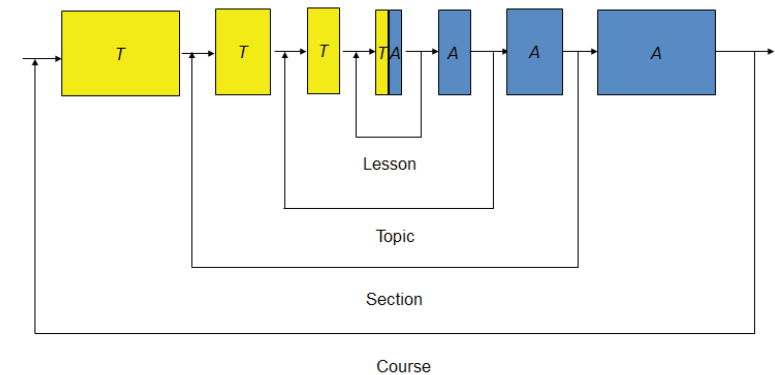 T T T T A A A A
Lesson
Topic
Section
Course